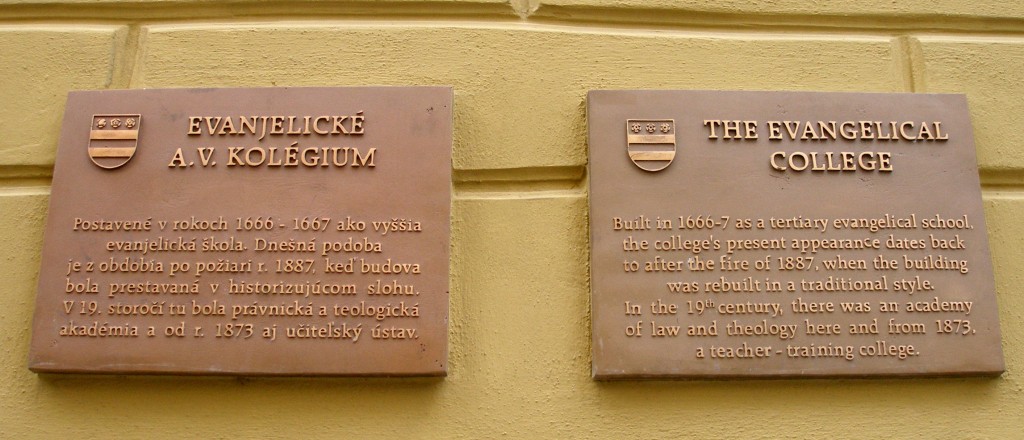 EVANJELICKÉ
A.V. KOLÉGIUM
Postavené v rokoch 1666 - 1667 ako vyššia
evanjelická škola. Dnešná podoba
je z obdobia po požiari r. 1887, keď budova
bola prestavaná v historizujúcom slohu.
V 19. storočí tu bola právnická a teologická
akadémia a od r. 1873 aj učiteľský ústav.
THE EVANGELICAL
COLLEGE
Built in 1666-7 as a tertiary evangelical school,
the college's present appearance dates back
to after the fire of 1887, when the building
was rebuilt in a traditional style.
In the 19th century, there was an academy
of law and theology here and from 1873,
a teacher - training college.